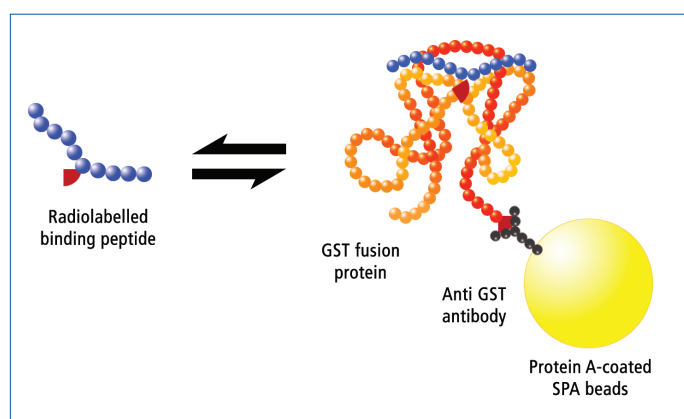 Radiolabelled
binding peptide
GST fusion
protein
Anti GST
antibody
Protein A-coated
SPA beads